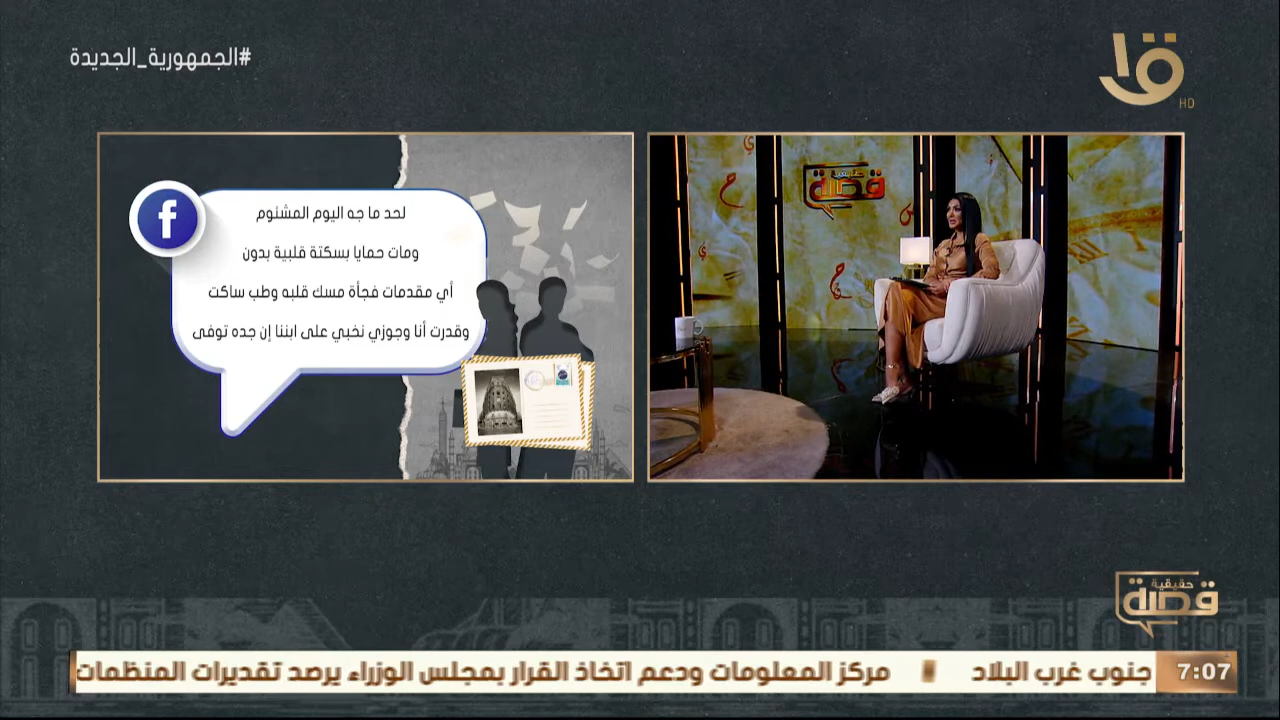 #الجمهورية_الجديدة
HD
لحد ما جه اليوم المشئوم
ومات حمايا بسكتة قلبية بدون
أي مقدمات فجأة مسك قلبه وطب ساكت
وقدرت أنا وجوزي نخبي على ابننا إن جده توفى
قصة
حقيقية
قصة
7:07
جنوب غرب البلاد
مركز المعلومات ودعم اتخاذ القرار بمجلس الوزراء يرصد تقديرات المنظمات